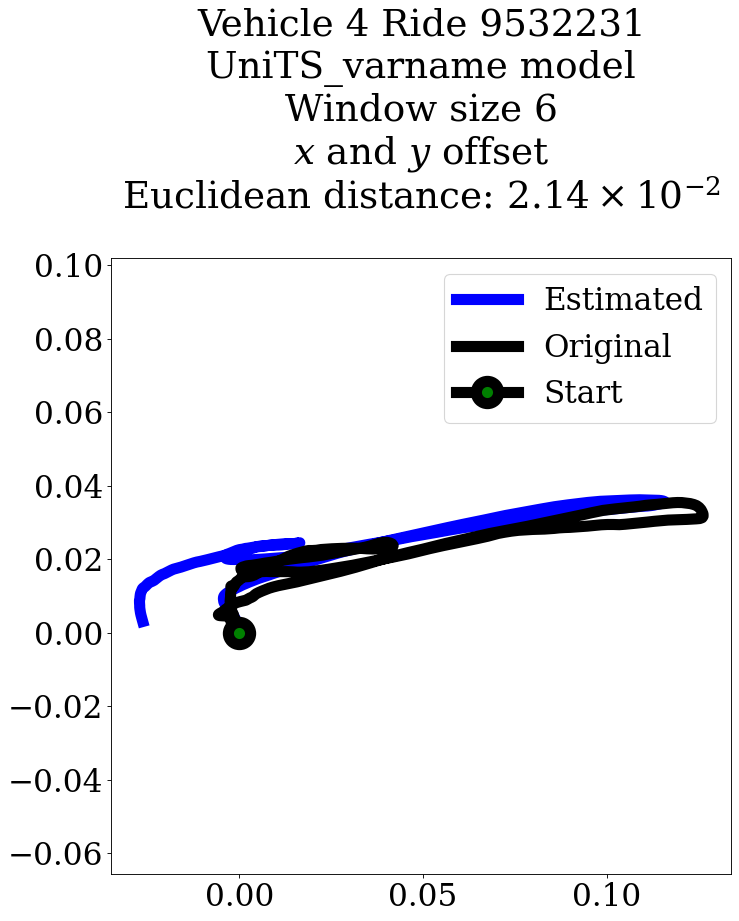 Vehicle 4 Ride 9532231
UniTS_varname model
Window size 6
x and y offset
Euclidean distance: 2.14 × 10⁻²
0.10
0.08
0.06
0.04
0.02
0.00
−0.02
−0.04
−0.06
Estimated
Original
Start
0.00 0.05 0.10